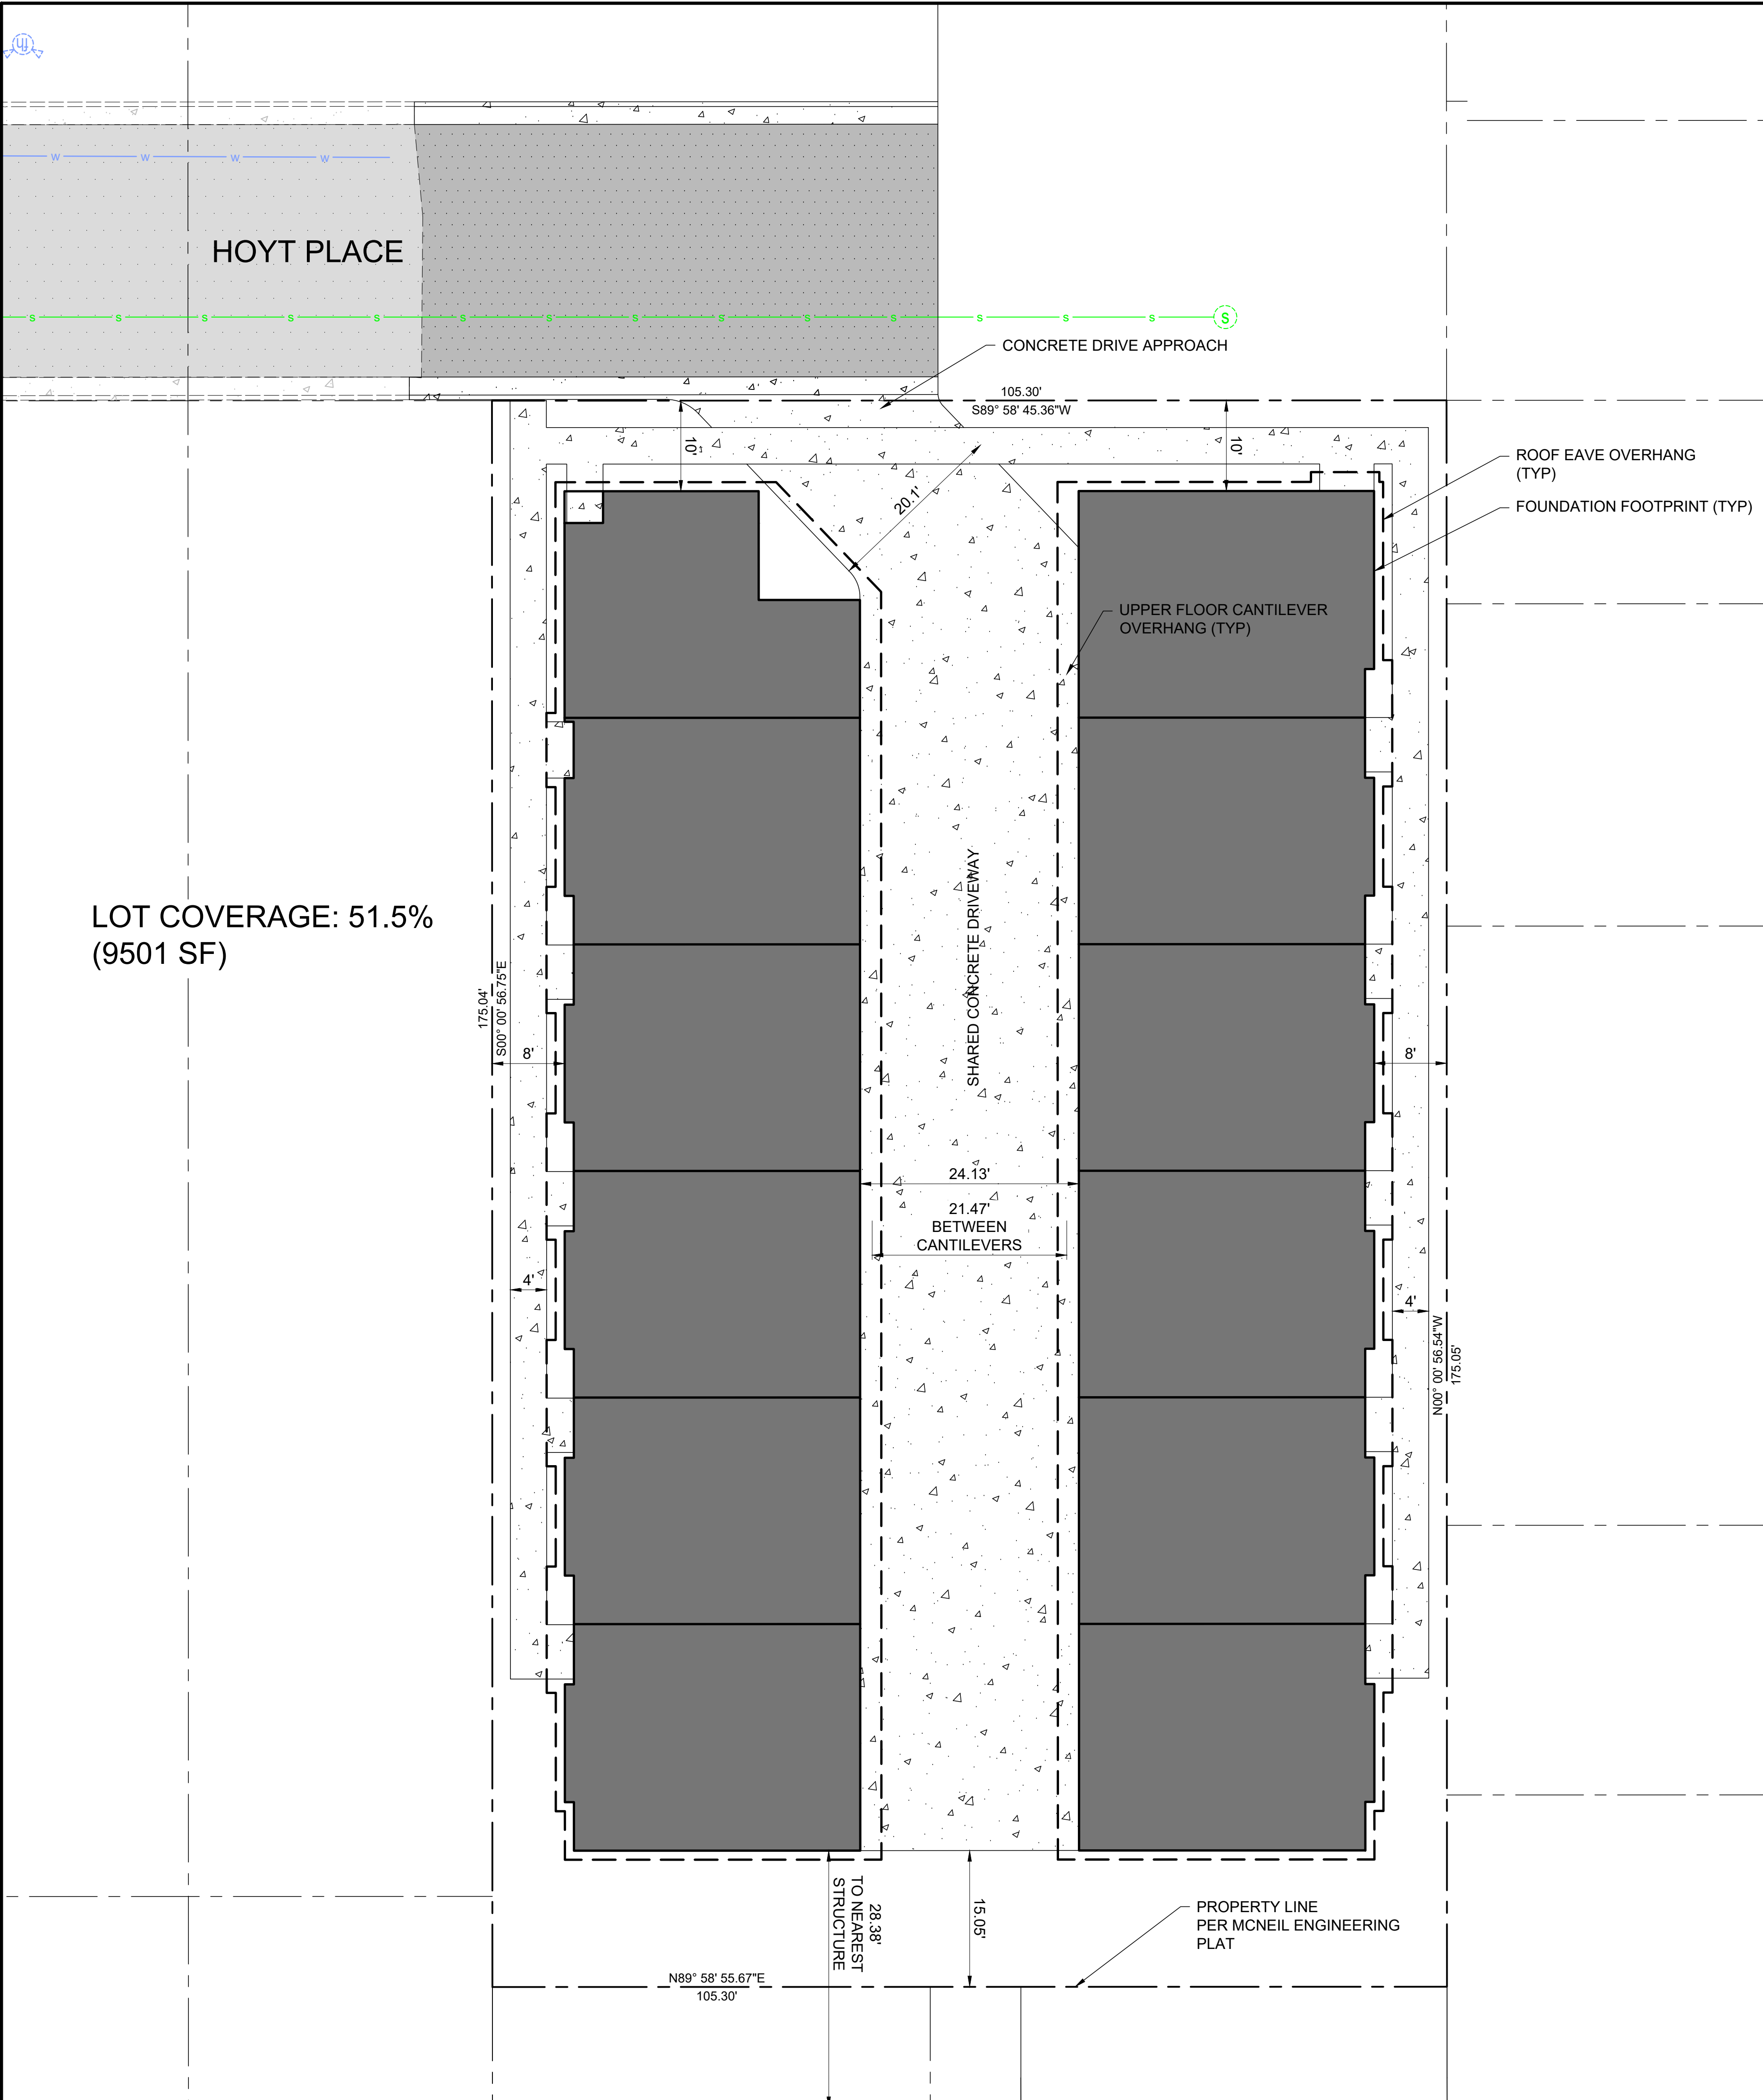 W W W W
HOYT PLACE
S S S S S S S S S S S S S S S
CONCRETE DRIVE APPROACH
105.30'
S89° 58' 45.36"W
10'
10'
20.1'
ROOF EAVE OVERHANG
(TYP)
FOUNDATION FOOTPRINT (TYP)
UPPER FLOOR CANTILEVER
OVERHANG (TYP)
LOT COVERAGE: 51.5%
(9501 SF)
SHARED CONCRETE DRIVEWAY
175.04'
S00° 00' 56.75"E
8'
8'
24.13'
21.47'
BETWEEN
CANTILEVERS
4'
4'
N00° 00' 56.54"W
175.05'
28.38'
TO NEAREST
STRUCTURE
15.05'
PROPERTY LINE
PER MCNEIL ENGINEERING
PLAT
N89° 58' 55.67"E
105.30'